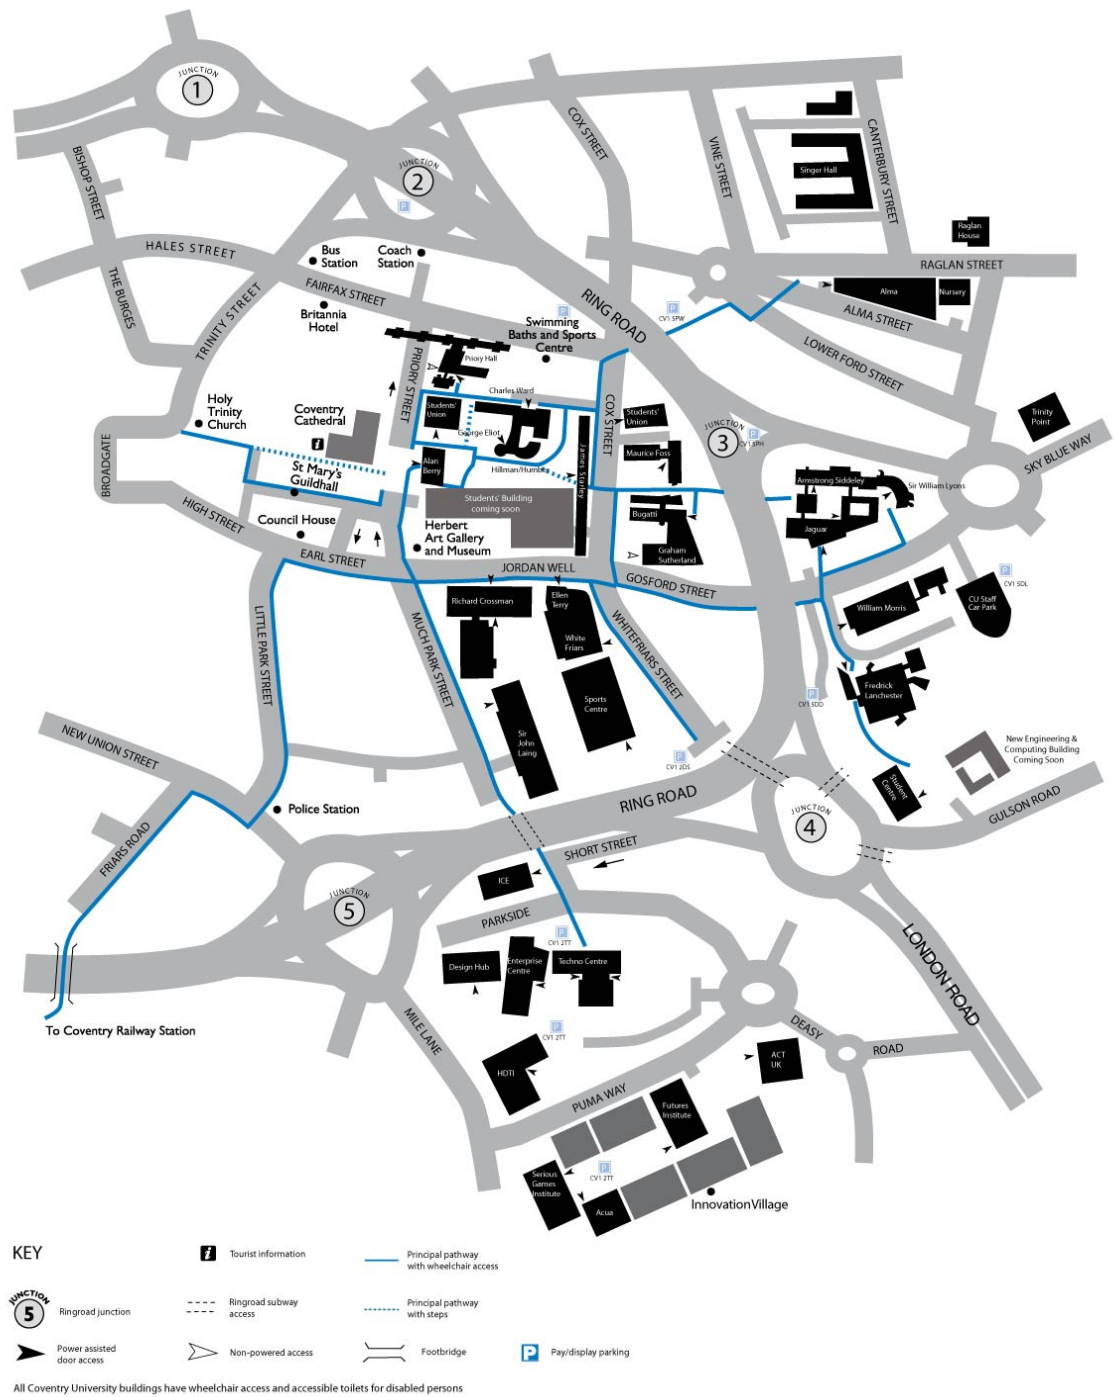 JUNCTION
1
BISHOP STREET
HALES STREET
THE BURGES
TRINITY STREET
JUNCTION
2
P
COX STREET
VINE STREET
CANTERBURY STREET
Singer Hall
Raglan
House
RAGLAN STREET
Alma
Nursery
ALMA STREET
LOWER FORD STREET
Bus
Station
Coach
Station
FAIRFAX STREET
Britannia
Hotel
RING ROAD
P
P
CV1 5PW
Swimming
Baths and Sports
Centre
PRIORY STREET
Priory Hall
Charles Ward
Students'
Union
George Eliot
Hillman/Humber
Alan
Berry
James Starley
COX STREET
Students'
Union
Maurice Foss
Bugatti
Graham
Sutherland
JUNCTION
3
P
CV1 5PH
Trinity
Point
SKY BLUE WAY
Armstrong Siddeley
Sir William Lyons
Jaguar
Holy
Trinity
Church
Coventry
Cathedral
i
St Mary's
Guildhall
BROADGATE
HIGH STREET
Council House
EARL STREET
Students' Building
coming soon
Herbert
Art Gallery
and Museum
JORDAN WELL
GOSFORD STREET
Richard Crossman
Ellen
Terry
White
Friars
WHITEFRIARS STREET
Sports
Centre
Sir
John
Laing
MUCH PARK STREET
LITTLE PARK STREET
William Morris
P
CV1 5DL
CU Staff
Car Park
Fredrick
Lanchester
P
CV1 5DD
P
CV1 2DS
Student
Centre
New Engineering &
Computing Building
Coming Soon
GULSON ROAD
NEW UNION STREET
Police Station
FRIARS ROAD
RING ROAD
JUNCTION
4
SHORT STREET
JUNCTION
5
ICE
PARKSIDE
P
CV1 2TT
Design Hub
Enterprise
Centre
Techno Centre
LONDON ROAD
To Coventry Railway Station
MILE LANE
P
CV1 2TT
HDTI
DEASY
ROAD
ACT
UK
PUMA WAY
Futures
Institute
Serious
Games
Institute
P
CV1 2TT
Acua
Innovation Village
KEY
i
Tourist information
Principal pathway
with wheelchair access
JUNCTION
5
Ringroad junction
Ringroad subway
access
Principal pathway
with steps
Power assisted
door access
Non-powered access
Footbridge
P
Pay/display parking
All Coventry University buildings have wheelchair access and accessible toilets for disabled persons